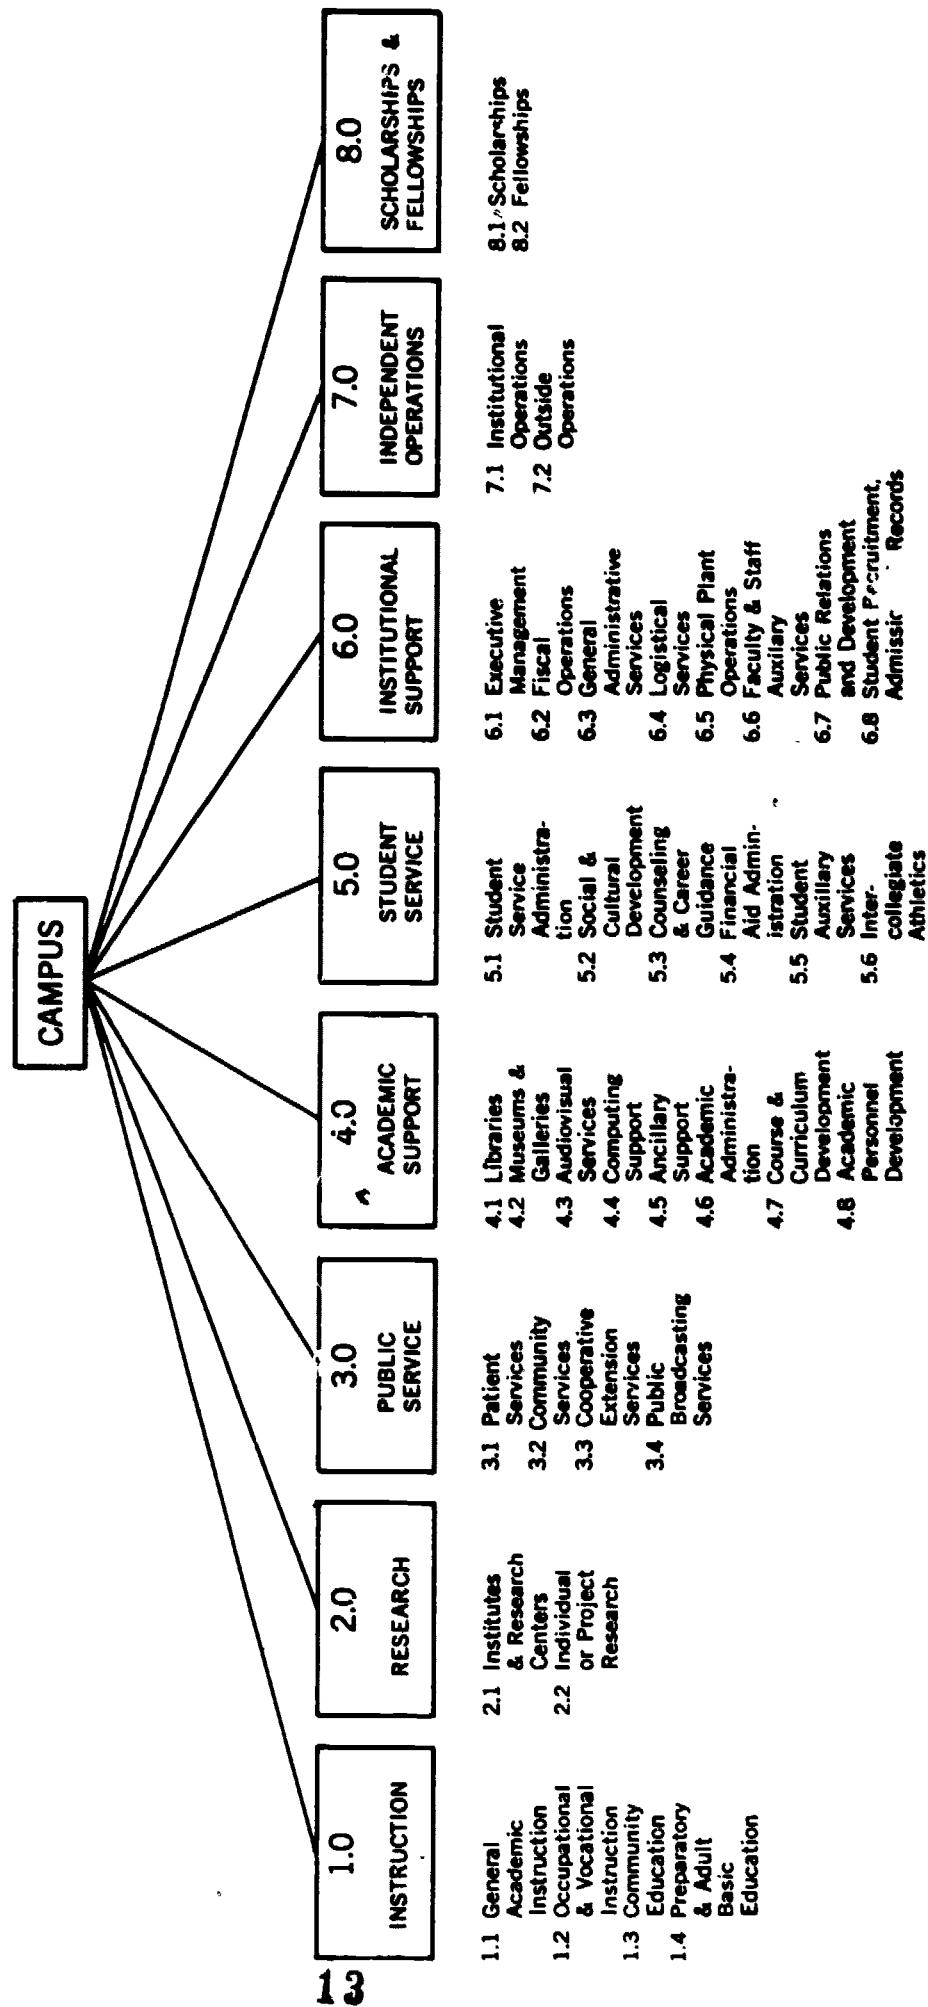 CAMPUS
1.0
INSTRUCTION
2.0
RESEARCH
3.0
PUBLIC
SERVICE
4.0
ACADEMIC
SUPPORT
5.0
STUDENT
SERVICE
6.0
INSTITUTIONAL
SUPPORT
7.0
INDEPENDENT
OPERATIONS
8.0
SCHOLARSHIPS &
FELLOWSHIPS
1.1 General
Academic
Instruction
1.2 Occupational
& Vocational
Instruction
1.3 Community
Education
1.4 Preparatory
& Adult
Basic
Education
2.1 Institutes
& Research
Centers
2.2 Individual
or Project
Research
3.1 Patient
Services
3.2 Community
Services
3.3 Cooperative
Extension
Services
3.4 Public
Broadcasting
Services
4.1 Libraries
4.2 Museums &
Galleries
4.3 Audiovisual
Services
4.4 Computing
Support
4.5 Ancillary
Support
4.6 Academic
Administra-
tion
4.7 Course &
Curriculum
Development
4.8 Academic
Personnel
Development
5.1 Student
Service
Administra-
tion
5.2 Social &
Cultural
Development
5.3 Counseling
& Career
Guidance
5.4 Financial
Aid Admin-
istration
5.5 Student
Auxiliary
Services
5.6 Inter-
collegiate
Athletics
6.1 Executive
Management
6.2 Fiscal
Operations
6.3 General
Administrative
Services
6.4 Logistical
Services
6.5 Physical Plant
Operations
6.6 Faculty & Staff
Auxilary
Services
6.7 Public Relations
and Development
6.8 Student Recruitment,
Records
7.1 Institutional
Operations
7.2 Outside
Operations
8.1 Scholarships
8.2 Fellowships
13